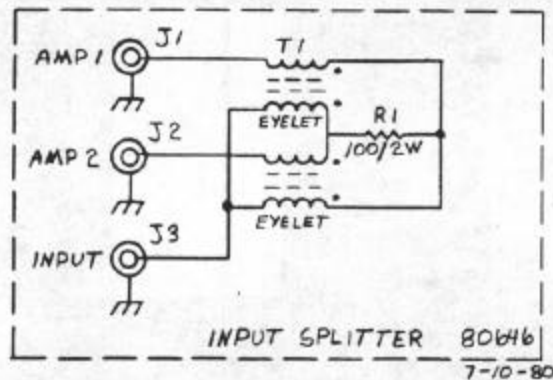 J1
T1
AMP 1
R1
EYELET
J2
100/2W
AMP 2
EYELET
J3
INPUT
INPUT SPLITTER 80646
7-10-80